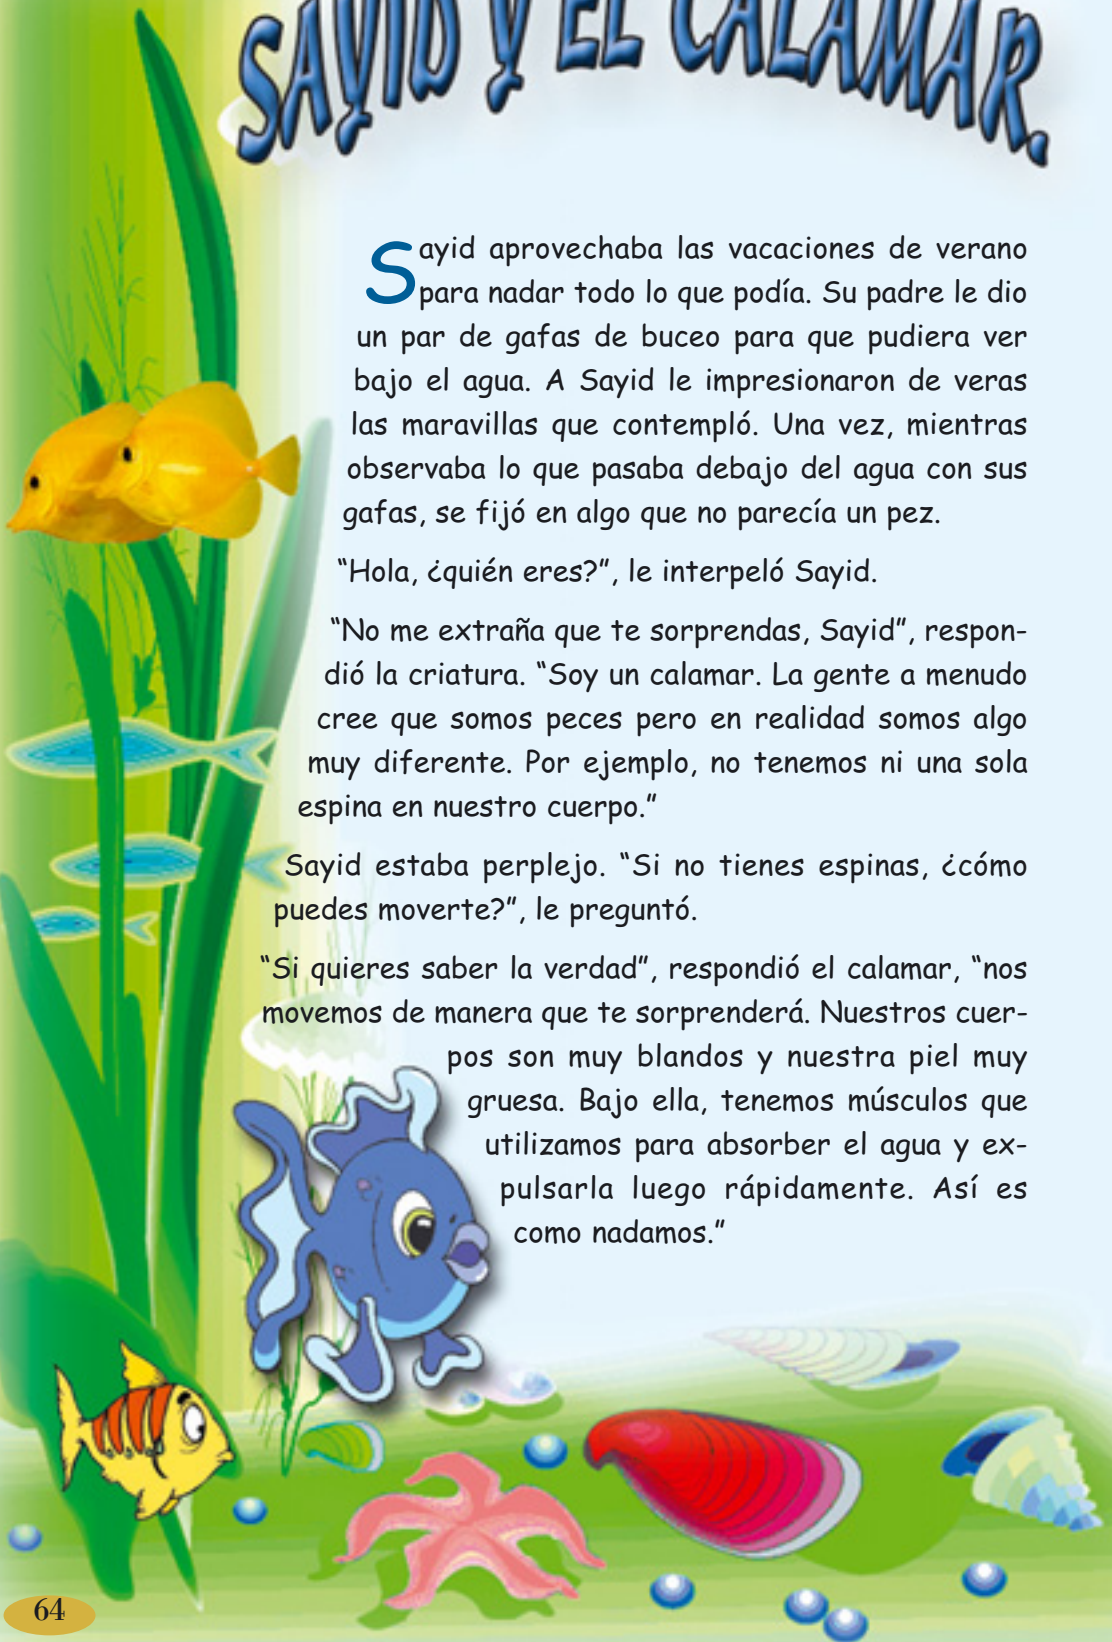 SAYID Y EL CALAMAR.
Sayid aprovechaba las vacaciones de verano
para nadar todo lo que podía. Su padre le dio
un par de gafas de buceo para que pudiera ver
bajo el agua. A Sayid le impresionaron de veras
las maravillas que contempló. Una vez, mientras
observaba lo que pasaba debajo del agua con sus
gafas, se fijó en algo que no parecía un pez.
“Hola, ¿quién eres?”, le interpeló Sayid.
“No me extraña que te sorprendas, Sayid”, respon-
dió la criatura. “Soy un calamar. La gente a menudo
cree que somos peces pero en realidad somos algo
muy diferente. Por ejemplo, no tenemos ni una sola
espina en nuestro cuerpo.”
Sayid estaba perplejo. “Si no tienes espinas, ¿cómo
puedes moverte?”, le preguntó.
“Si quieres saber la verdad”, respondió el calamar, “nos
movemos de manera que te sorprenderá. Nuestros cuer-
pos son muy blandos y nuestra piel muy
gruesa. Bajo ella, tenemos músculos que
utilizamos para absorber el agua y ex-
pulsarla luego rápidamente. Así es
como nadamos.”
64